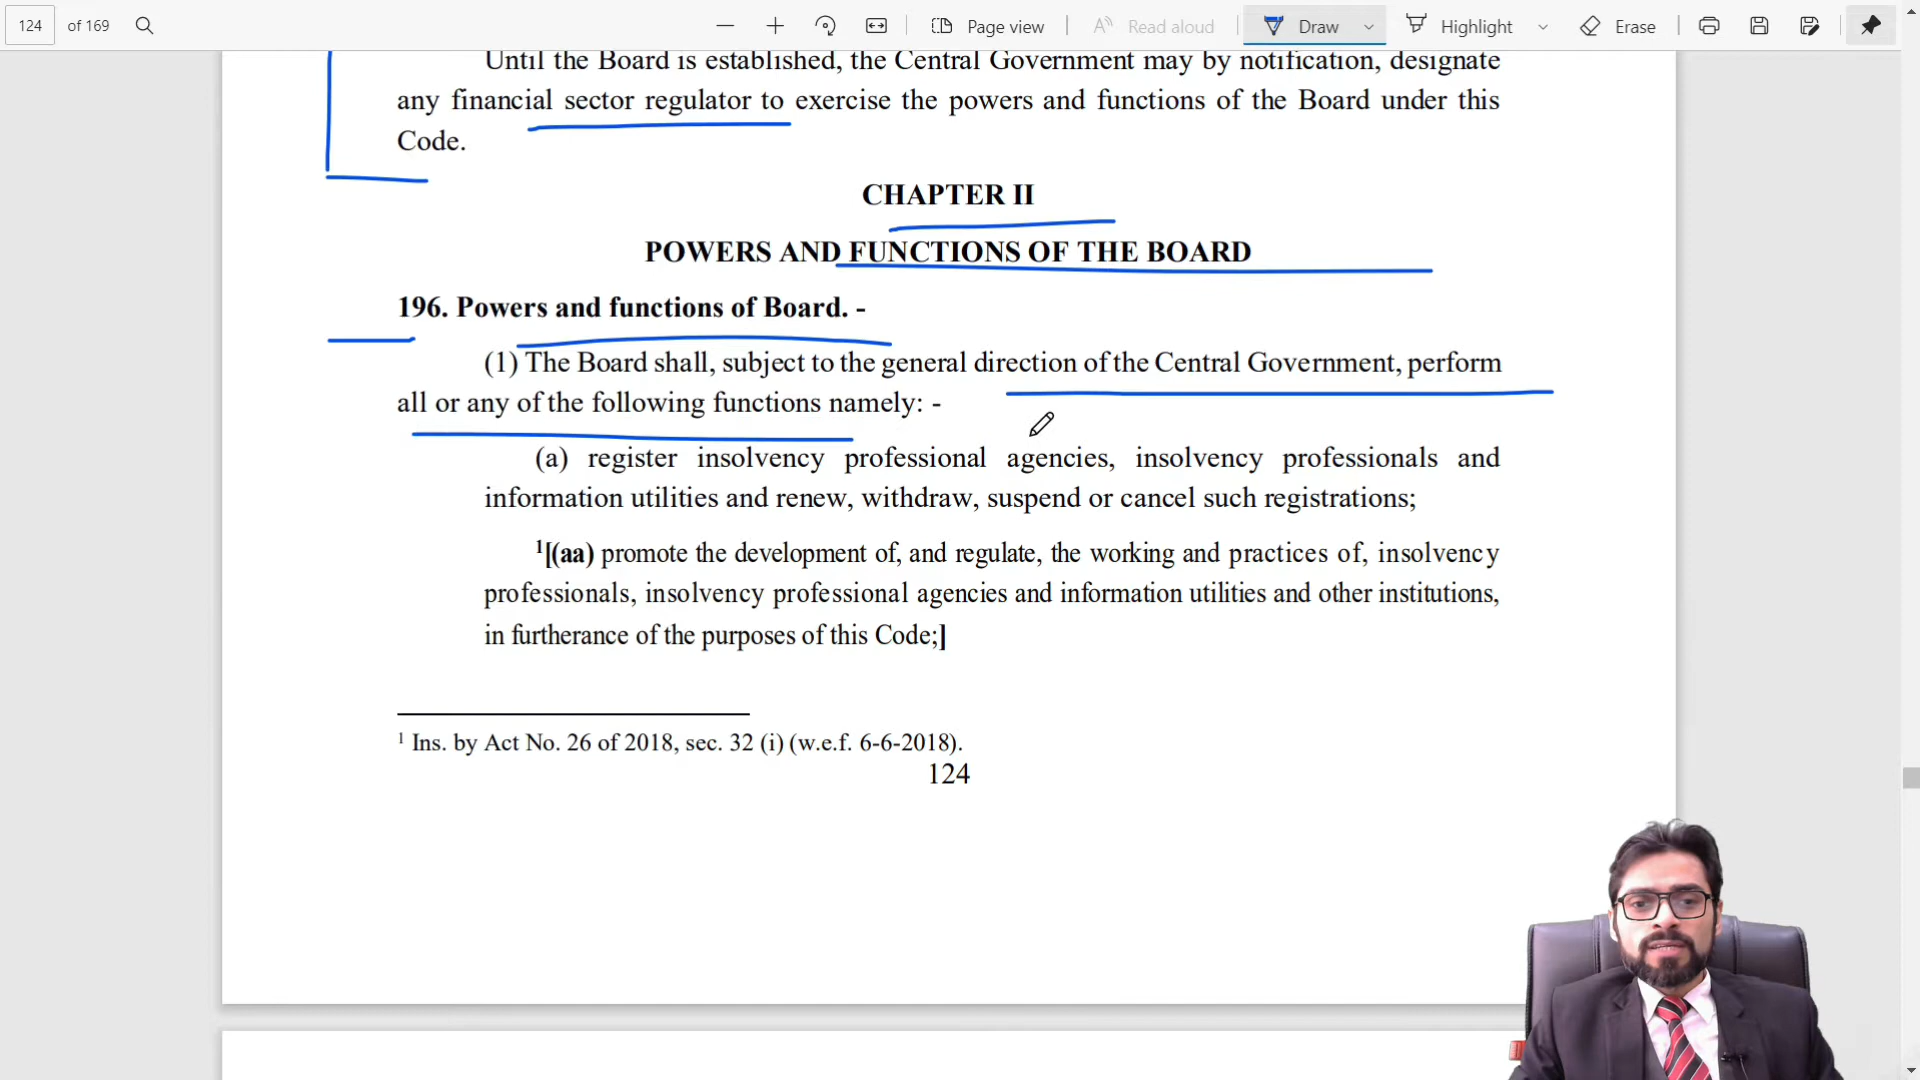 124 of 169 Page view Read aloud Draw Highlight Erase
Until the Board is established, the Central Government may by notification, designate
any financial sector regulator to exercise the powers and functions of the Board under this
Code.
CHAPTER II
POWERS AND FUNCTIONS OF THE BOARD
196. Powers and functions of Board. -
(1) The Board shall, subject to the general direction of the Central Government, perform
all or any of the following functions namely: -
(a) register insolvency professional agencies, insolvency professionals and
information utilities and renew, withdraw, suspend or cancel such registrations;
1[(aa) promote the development of, and regulate, the working and practices of, insolvency
professionals, insolvency professional agencies and information utilities and other institutions,
in furtherance of the purposes of this Code;]
1 Ins. by Act No. 26 of 2018, sec. 32 (i) (w.e.f. 6-6-2018).
124